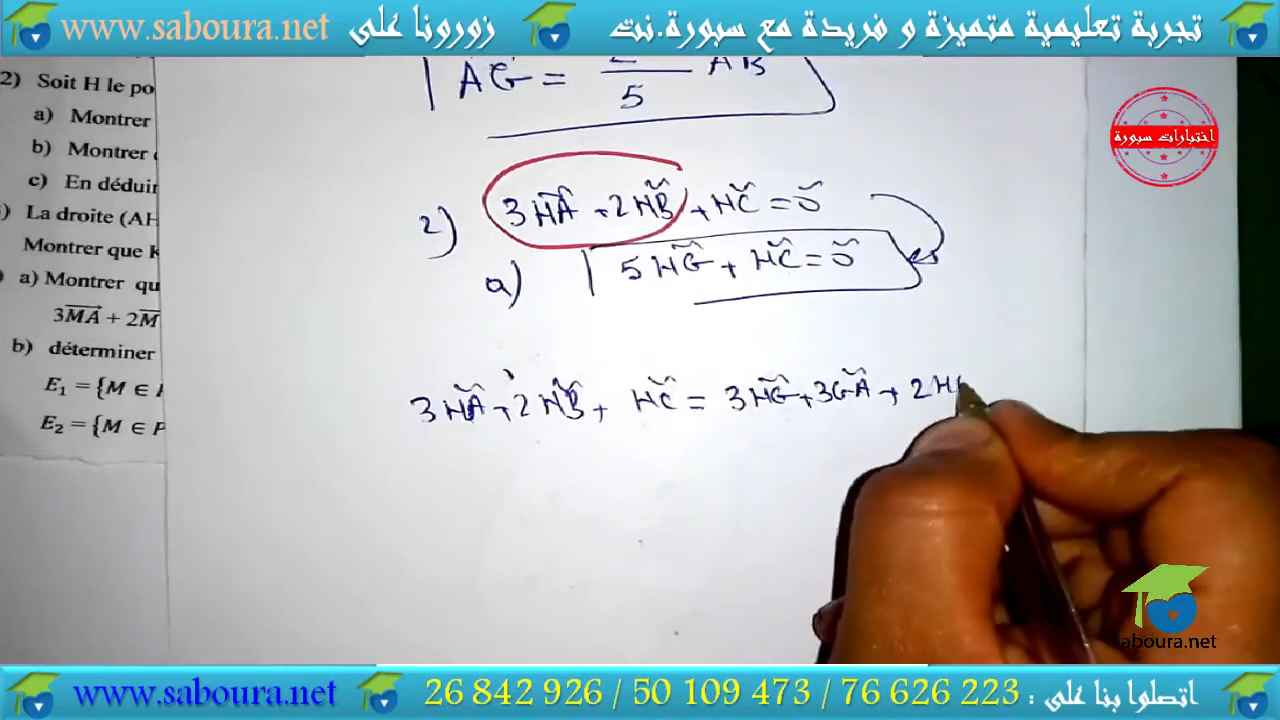 www.saboura.net زورونا على تجربة تعليمية متميزة و فريدة مع سبورة.نت
اختبارات سبورة
2) Soit H le po
a) Montrer
b) Montrer
c) En déduir
) La droite (AH
Montrer que K
a) Montrer qu
3MA + 2M
b) déterminer
E₁ = {M ∈ P
E₂ = {M ∈ P
AG = — AB
5
2) 3HA + 2HB + HC = 0
a) 5HG + HC = 0
3HA + 2HB + HC = 3HG + 3GA + 2H
saboura.net
www.saboura.net 26 842 926 / 50 109 473 / 76 626 223 : اتصلوا بنا على